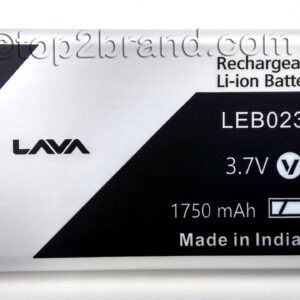 ©top2brand.com
Rechargea
Li-ion Batte
LAVA
LEB023
3.7V
1750 mAh
Made in India